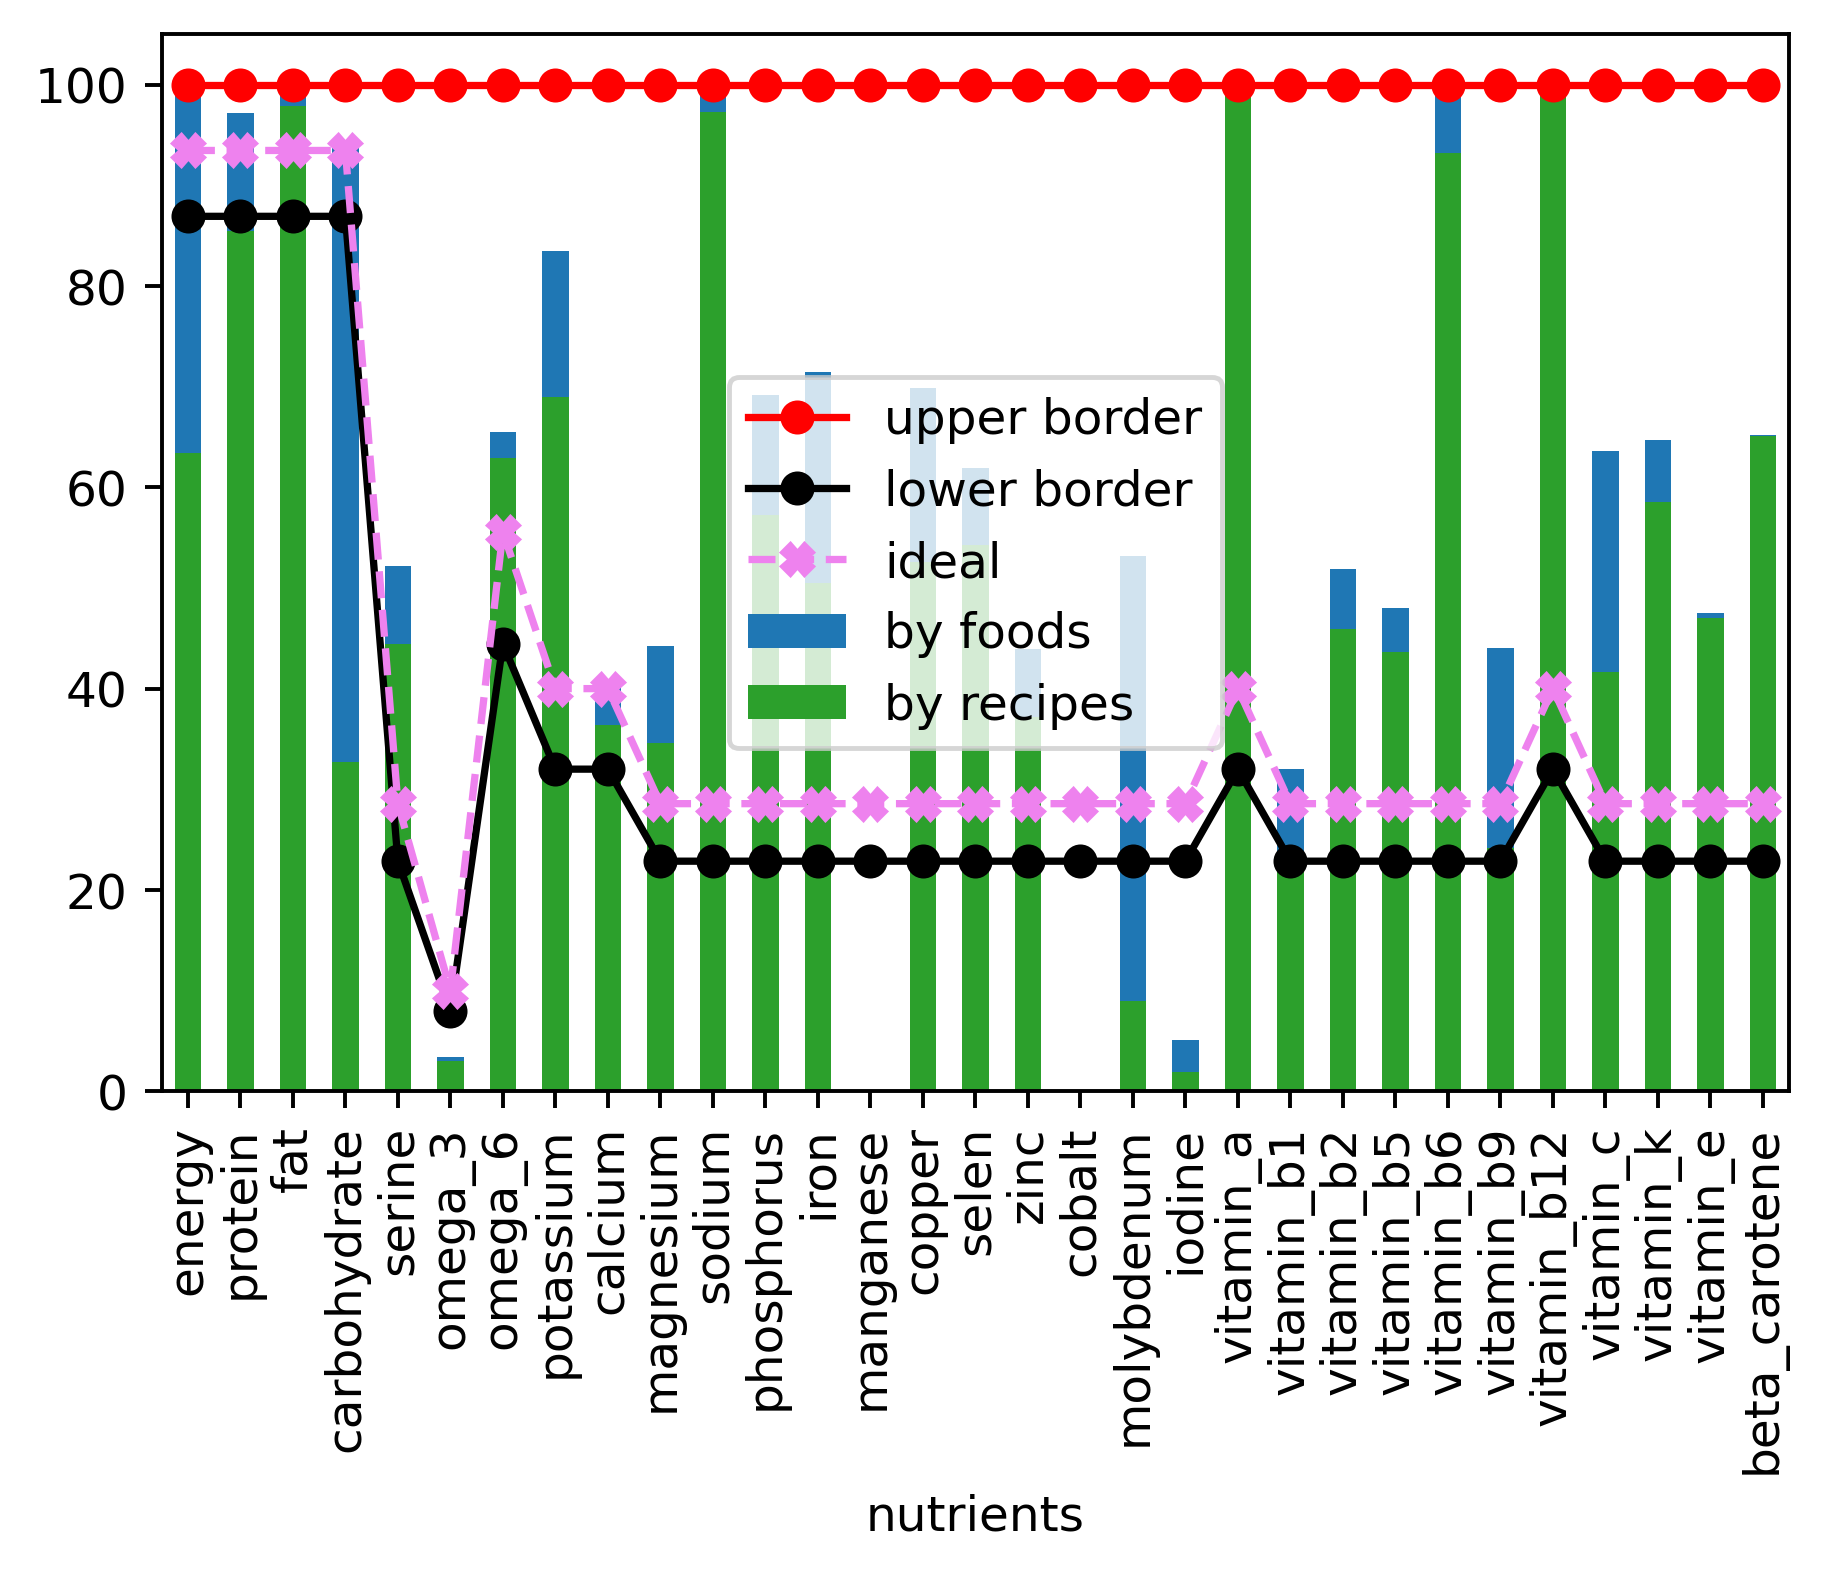 100
80
60
40
20
0
upper border
lower border
ideal
by foods
by recipes
energy
protein
fat
carbohydrate
serine
omega_3
omega_6
potassium
calcium
magnesium
sodium
phosphorus
iron
manganese
copper
selen
zinc
cobalt
molybdenum
iodine
vitamin_a
vitamin_b1
vitamin_b2
vitamin_b5
vitamin_b6
vitamin_b9
vitamin_b12
vitamin_c
vitamin_k
vitamin_e
beta_carotene
nutrients